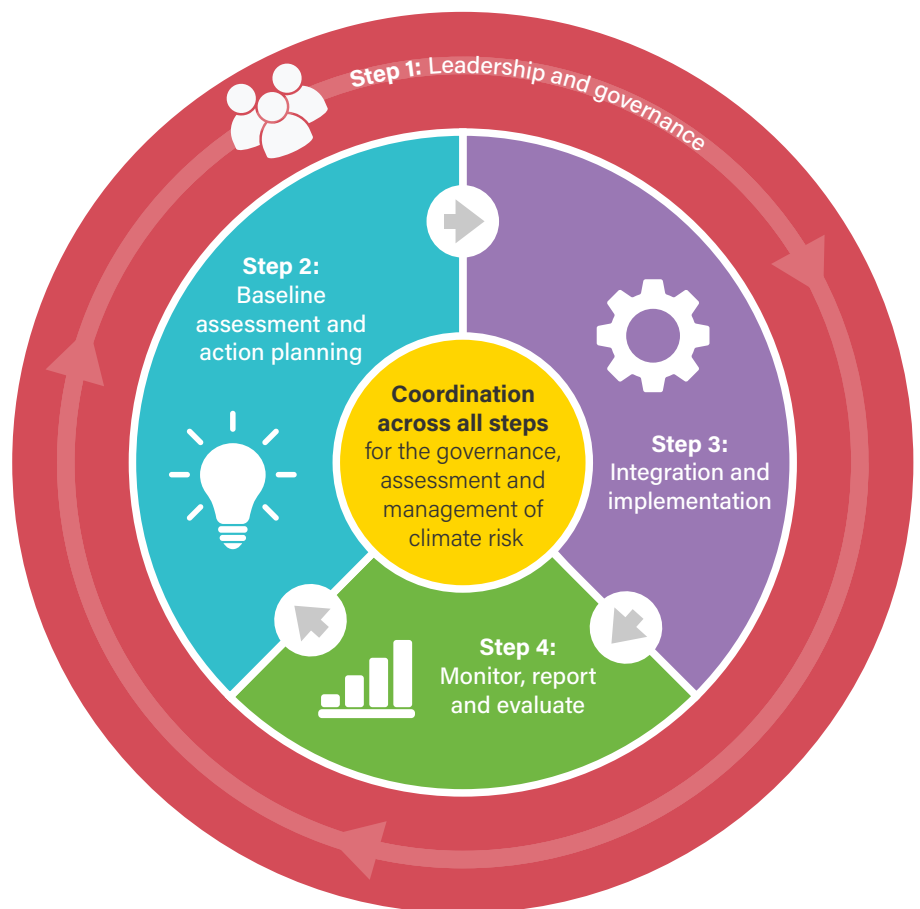 Step 1: Leadership and governance
Step 2:
Baseline
assessment and
action planning
Coordination
across all steps
for the governance,
assessment and
management of
climate risk
Step 3:
Integration and
implementation
Step 4:
Monitor, report
and evaluate